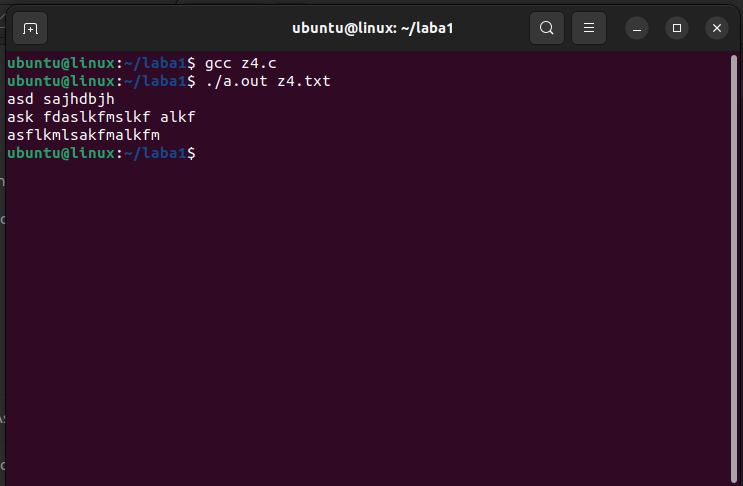 ubuntu@linux: ~/laba1
ubuntu@linux:~/laba1$ gcc z4.c
ubuntu@linux:~/laba1$ ./a.out z4.txt
asd sajhdbjh
ask fdaslkfmslkf alkf
asflkmlsakfmalkfm
ubuntu@linux:~/laba1$